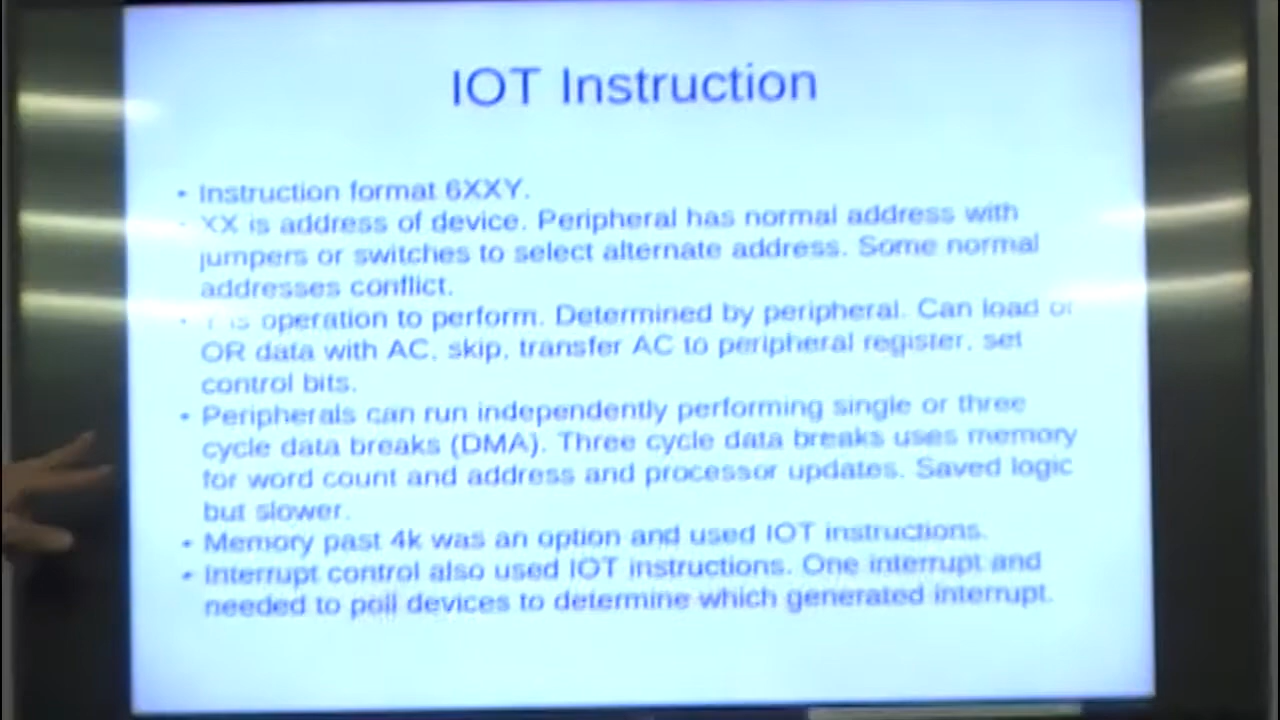 IOT Instruction
• Instruction format 6XXY.
• XX is address of device. Peripheral has normal address with
jumpers or switches to select alternate address. Some normal
addresses conflict.
• is operation to perform. Determined by peripheral. Can load or
OR data with AC, skip, transfer AC to peripheral register, set
control bits.
• Peripherals can run independently performing single or three
cycle data breaks (DMA). Three cycle data breaks uses memory
for word count and address and processor updates. Saved logic
but slower.
• Memory past 4k was an option and used IOT instructions.
• Interrupt control also used IOT instructions. One interrupt and
needed to poll devices to determine which generated interrupt.